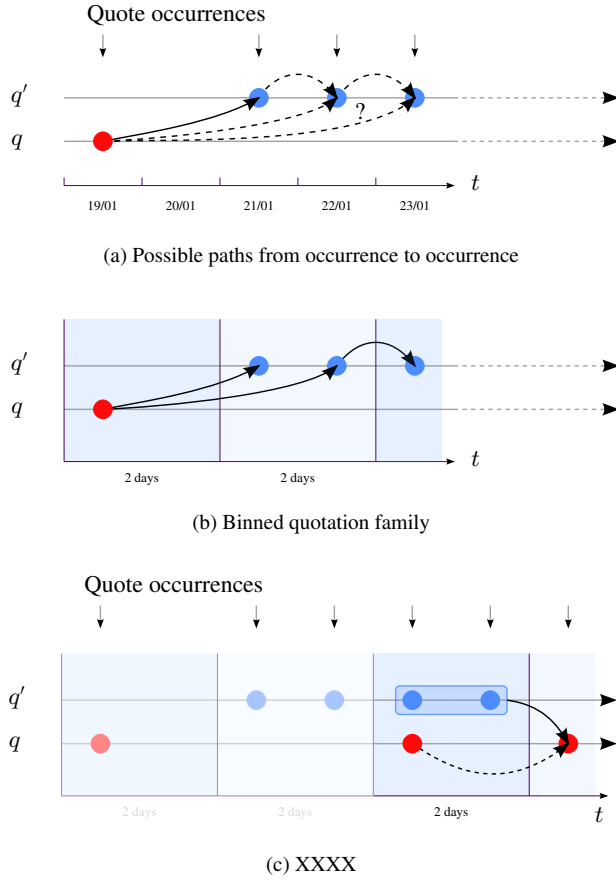 Quote occurrences
q′
?
q
t
19/01 20/01 21/01 22/01 23/01
(a) Possible paths from occurrence to occurrence
q′
q
t
2 days 2 days
(b) Binned quotation family
Quote occurrences
q′
q
t
2 days 2 days 2 days
(c) XXXX